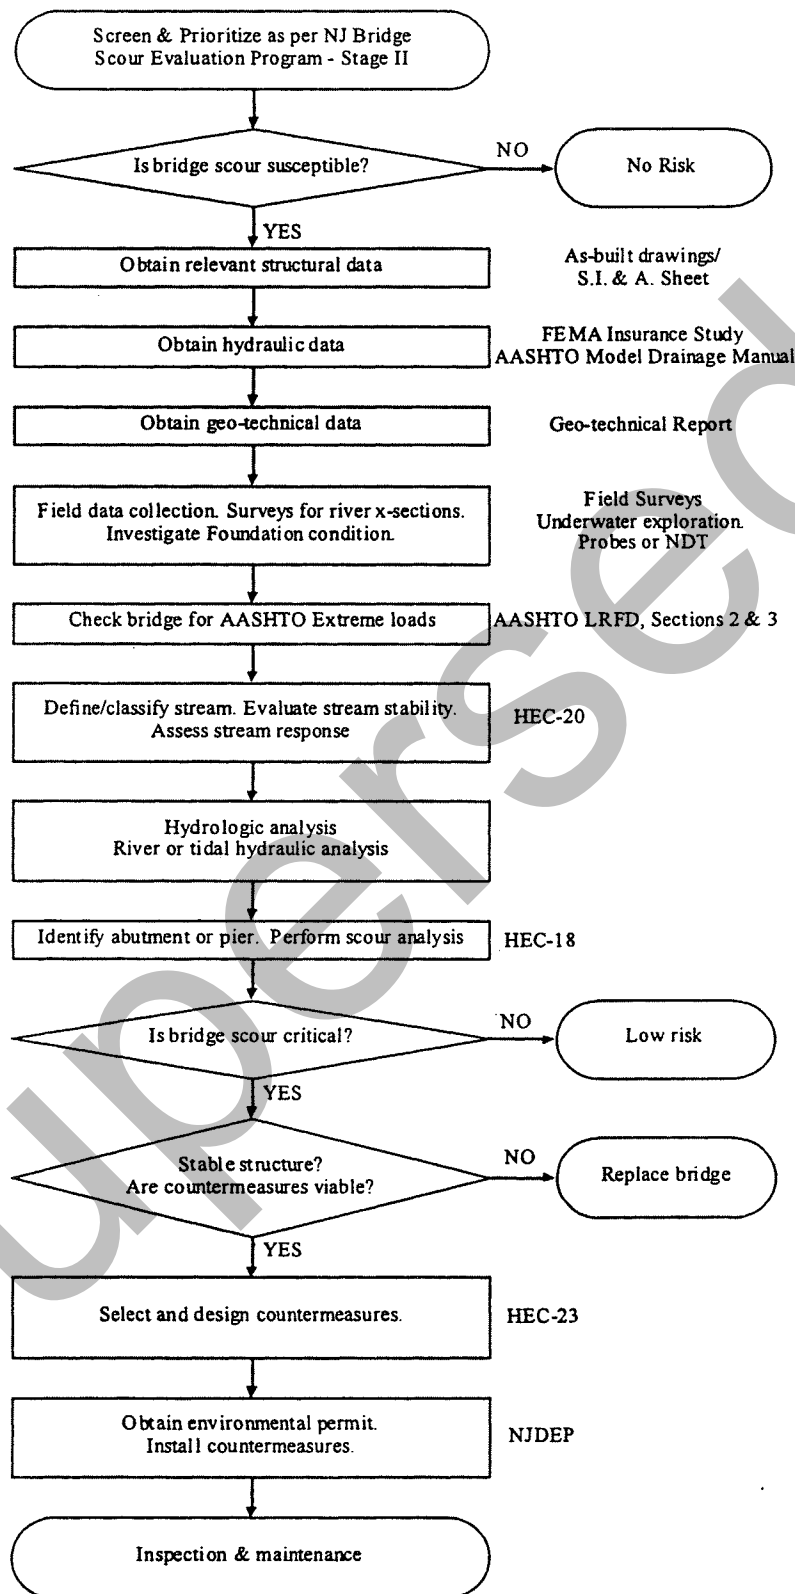 Screen & Prioritize as per NJ Bridge
Scour Evaluation Program - Stage II
Is bridge scour susceptible?
NO
No Risk
YES
Obtain relevant structural data
As-built drawings/
S.I. & A. Sheet
Obtain hydraulic data
FEMA Insurance Study
AASHTO Model Drainage Manual
Obtain geo-technical data
Geo-technical Report
Field data collection. Surveys for river x-sections.
Investigate Foundation condition.
Field Surveys
Underwater exploration.
Probes or NDT
Check bridge for AASHTO Extreme loads
AASHTO LRFD, Sections 2 & 3
Define/classify stream. Evaluate stream stability.
Assess stream response
HEC-20
Hydrologic analysis
River or tidal hydraulic analysis
Identify abutment or pier. Perform scour analysis
HEC-18
Is bridge scour critical?
NO
Low risk
YES
Stable structure?
Are countermeasures viable?
NO
Replace bridge
YES
Select and design countermeasures.
HEC-23
Obtain environmental permit.
Install countermeasures.
NJDEP
Inspection & maintenance
upersed